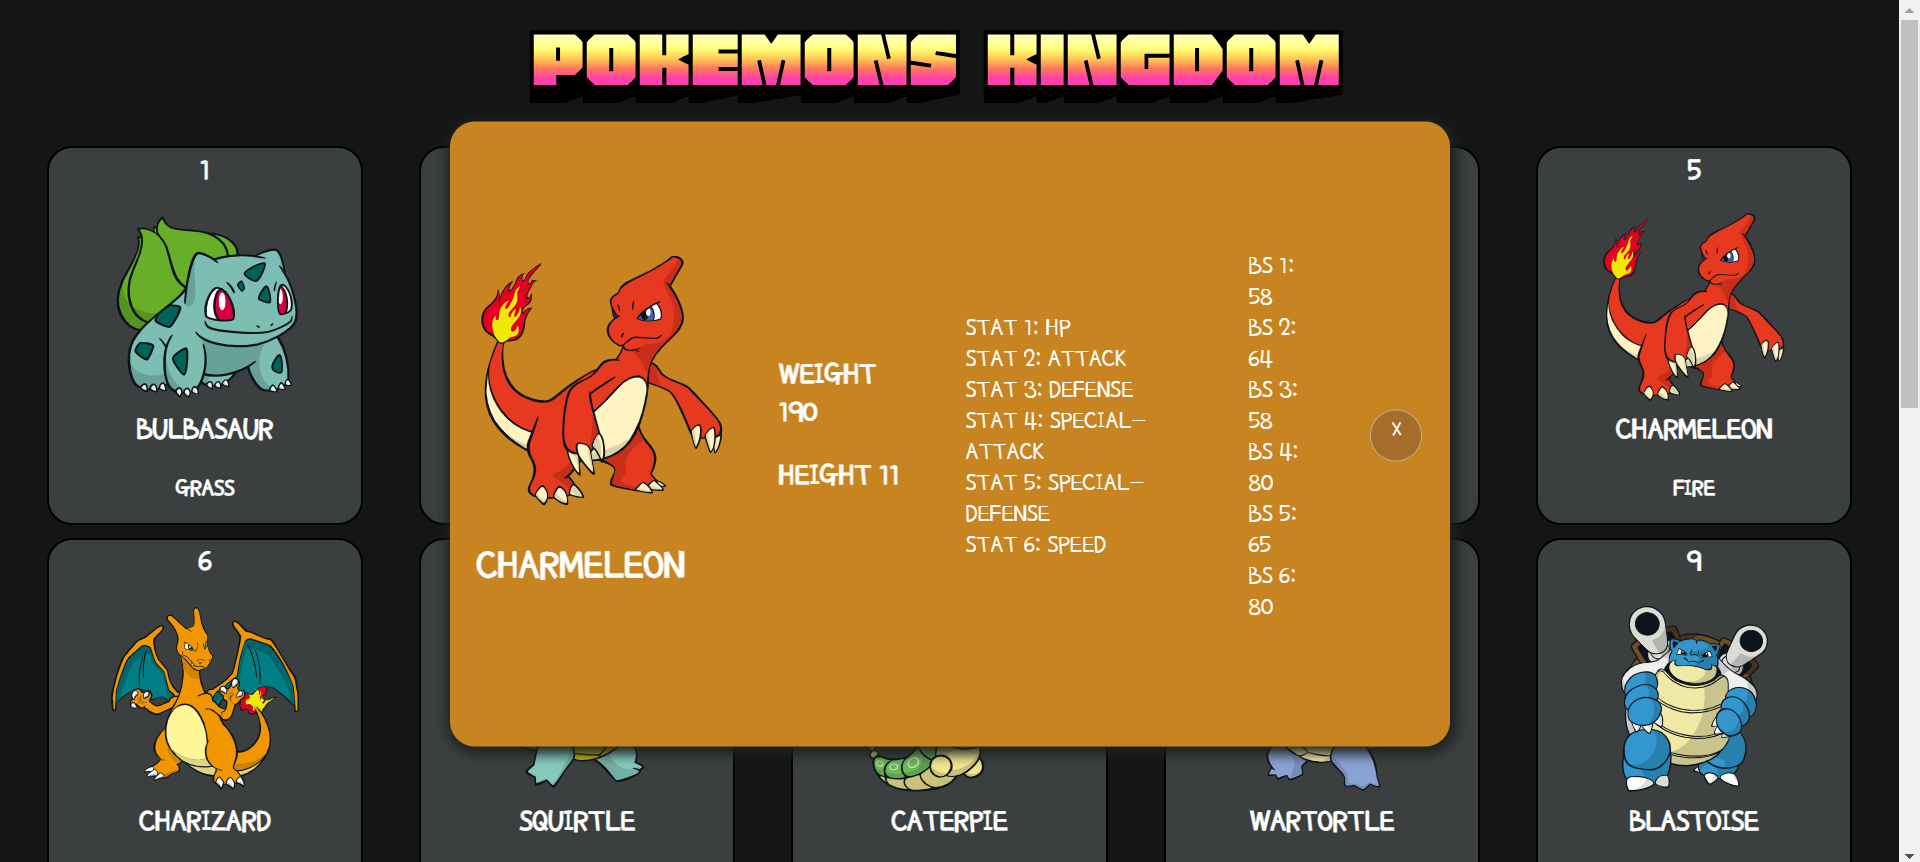 POKEMONS KINGDOM
1
BULBASAUR
GRASS
CHARMELEON
WEIGHT
190
HEIGHT 11
STAT 1: HP
STAT 2: ATTACK
STAT 3: DEFENSE
STAT 4: SPECIAL-
ATTACK
STAT 5: SPECIAL-
DEFENSE
STAT 6: SPEED
BS 1:
58
BS 2:
64
BS 3:
58
BS 4:
80
BS 5:
65
BS 6:
80
X
5
CHARMELEON
FIRE
6
CHARIZARD
SQUIRTLE
CATERPIE
WARTORTLE
9
BLASTOISE